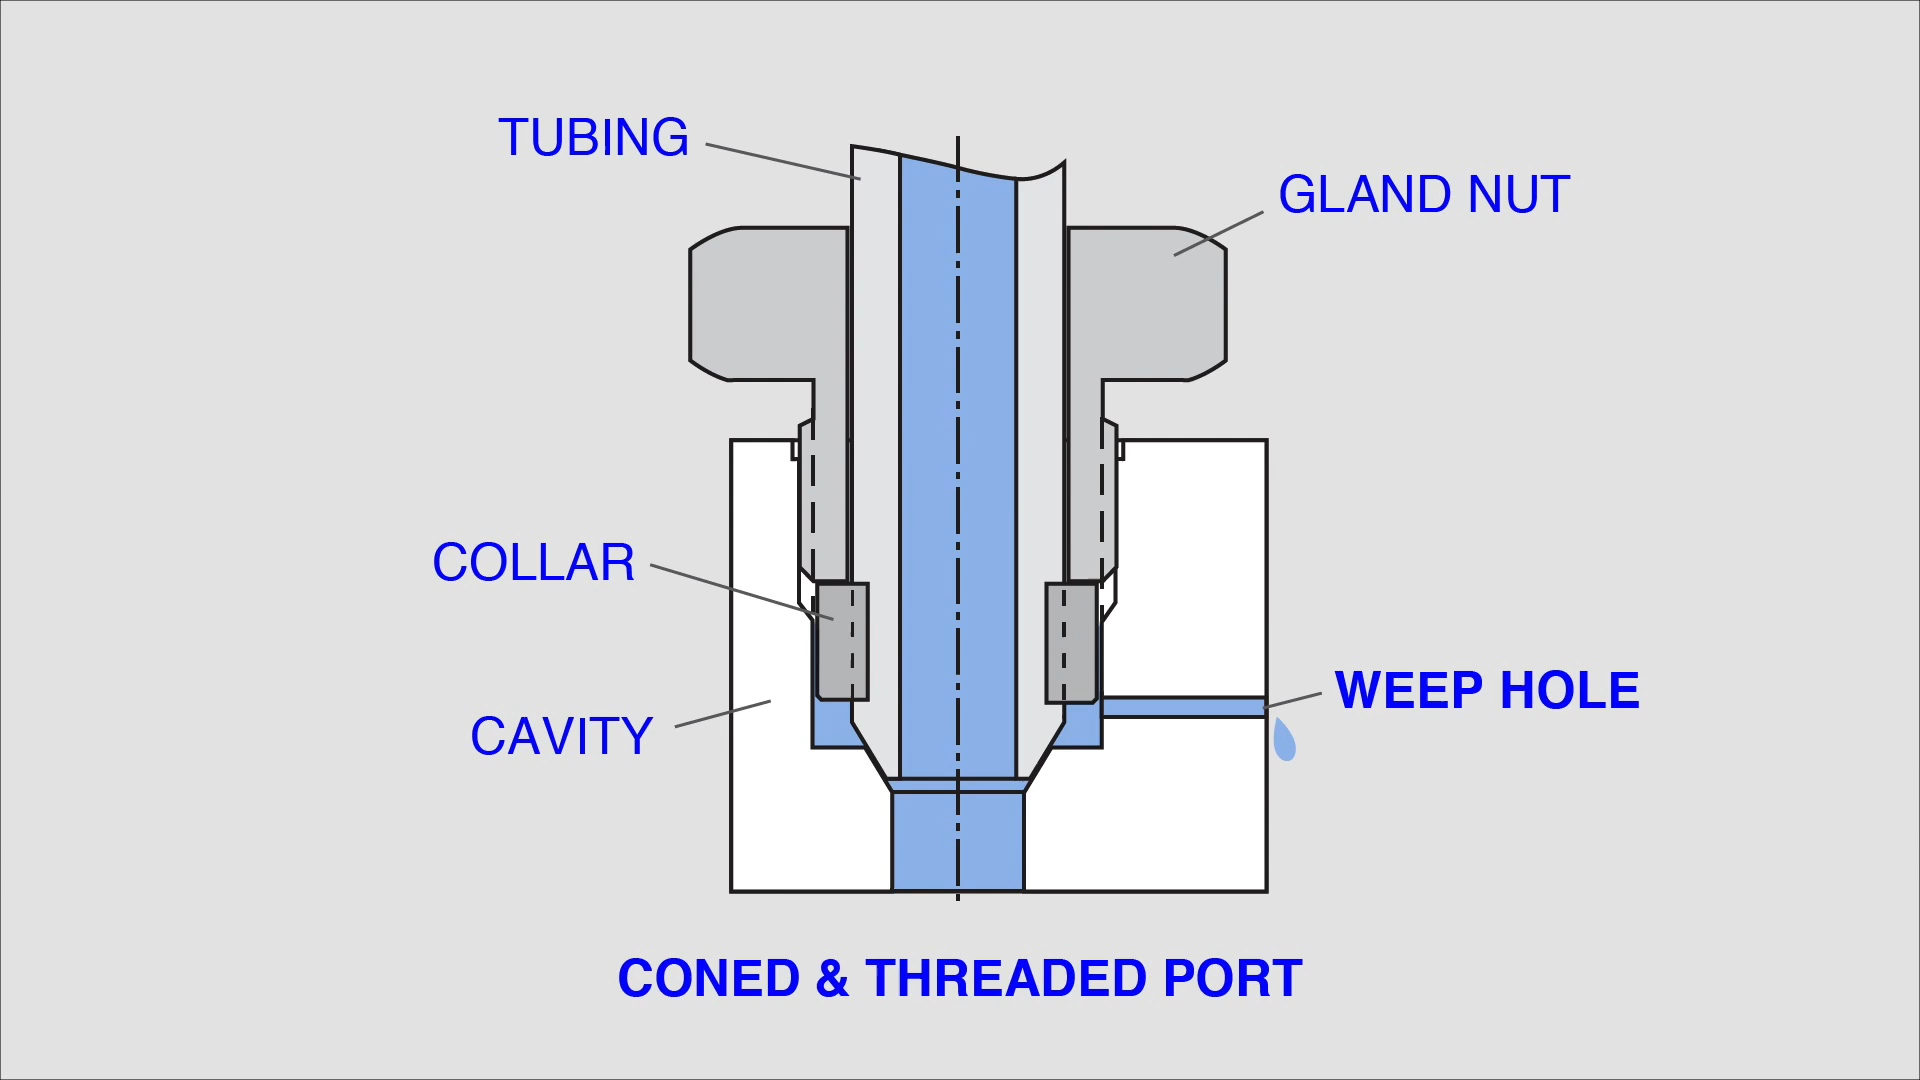 TUBING
GLAND NUT
COLLAR
WEEP HOLE
CAVITY
CONED & THREADED PORT